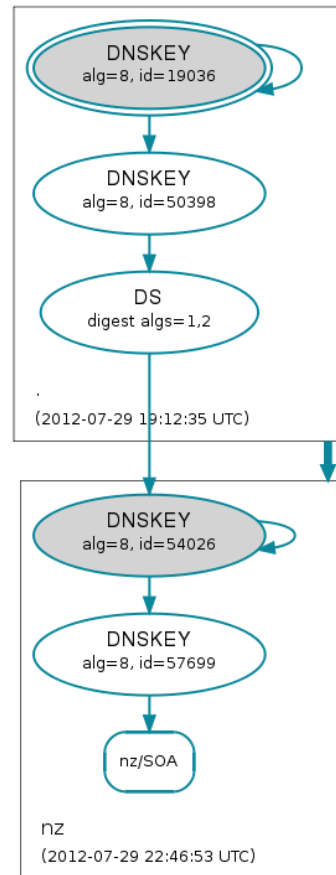 DNSKEY
alg=8, id=19036
DNSKEY
alg=8, id=50398
DS
digest algs=1,2
.
(2012-07-29 19:12:35 UTC)
DNSKEY
alg=8, id=54026
DNSKEY
alg=8, id=57699
nz/SOA
nz
(2012-07-29 22:46:53 UTC)